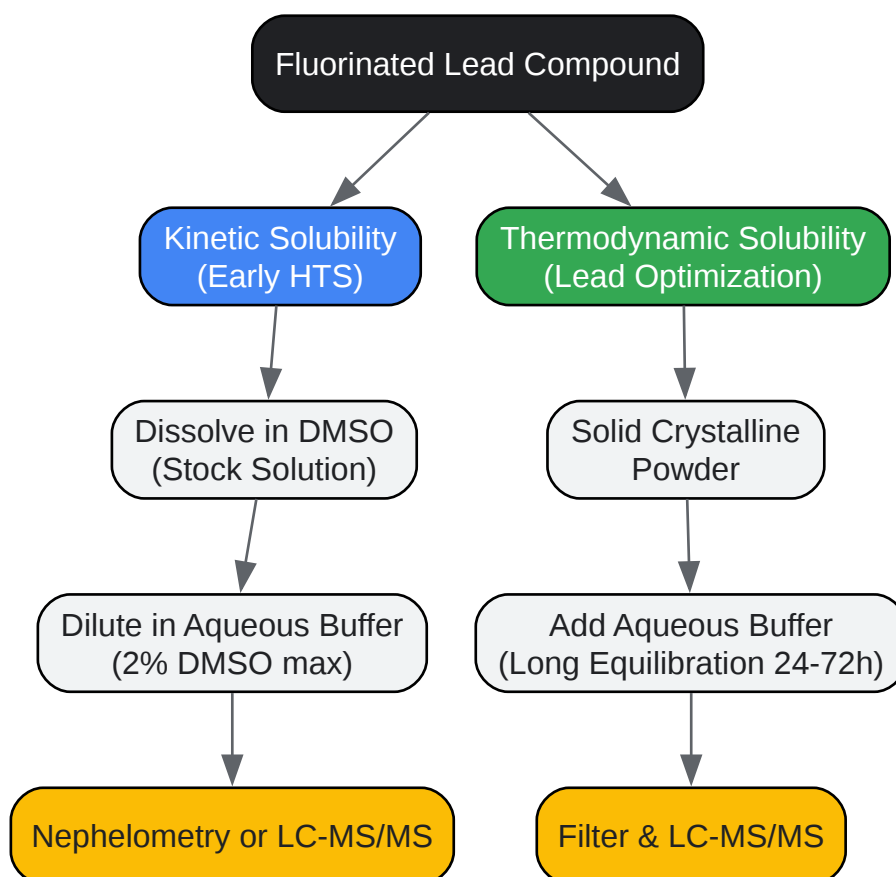 Fluorinated Lead Compound
Kinetic Solubility
(Early HTS)
Thermodynamic Solubility
(Lead Optimization)
Dissolve in DMSO
(Stock Solution)
Solid Crystalline
Powder
Dilute in Aqueous Buffer
(2% DMSO max)
Add Aqueous Buffer
(Long Equilibration 24-72h)
Nephelometry or LC-MS/MS
Filter & LC-MS/MS